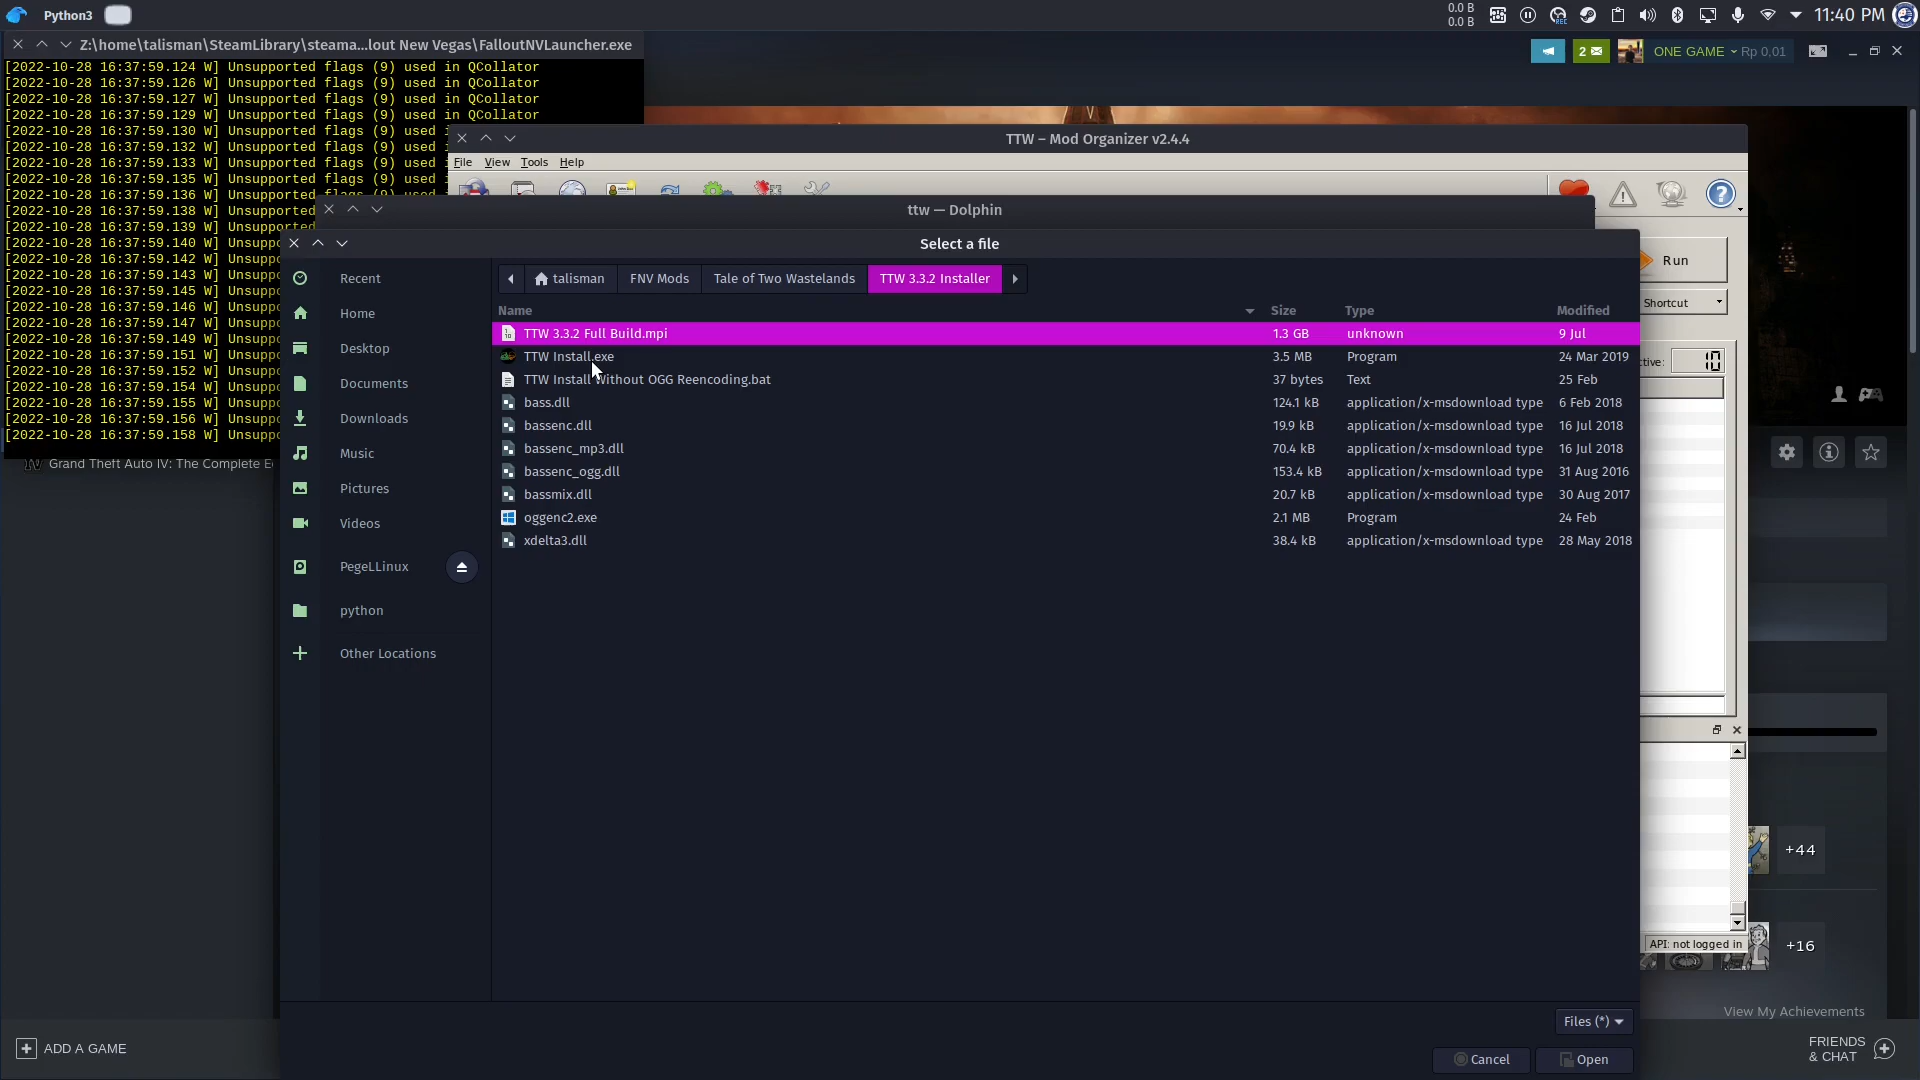 Python3
0.0 B
0.0 B
11:40 PM
Z:\home\talisman\SteamLibrary\steama...lout New Vegas\FalloutNVLauncher.exe
[2022-10-28 16:37:59.124 W] Unsupported flags (9) used in QCollator
[2022-10-28 16:37:59.126 W] Unsupported flags (9) used in QCollator
[2022-10-28 16:37:59.127 W] Unsupported flags (9) used in QCollator
[2022-10-28 16:37:59.129 W] Unsupported flags (9) used in QCollator
[2022-10-28 16:37:59.130 W] Unsupported flags (9) used i
[2022-10-28 16:37:59.132 W] Unsupported flags (9) used
[2022-10-28 16:37:59.133 W] Unsupported flags (9) used
[2022-10-28 16:37:59.135 W] Unsupported flags (9) used
[2022-10-28 16:37:59.136 W] Unsupported flags (9) used
[2022-10-28 16:37:59.138 W] Unsupported
[2022-10-28 16:37:59.139 W] Unsupported
[2022-10-28 16:37:59.140 W] Unsuppo
[2022-10-28 16:37:59.142 W] Unsuppo
[2022-10-28 16:37:59.143 W] Unsuppo
[2022-10-28 16:37:59.145 W] Unsuppo
[2022-10-28 16:37:59.146 W] Unsuppo
[2022-10-28 16:37:59.147 W] Unsuppo
[2022-10-28 16:37:59.149 W] Unsuppo
[2022-10-28 16:37:59.151 W] Unsuppo
[2022-10-28 16:37:59.152 W] Unsuppo
[2022-10-28 16:37:59.154 W] Unsuppo
[2022-10-28 16:37:59.155 W] Unsuppo
[2022-10-28 16:37:59.156 W] Unsuppo
[2022-10-28 16:37:59.158 W] Unsuppo
Grand Theft Auto IV: The Complete E
2
ONE GAME
Rp 0,01
TTW – Mod Organizer v2.4.4
File View Tools Help
ttw — Dolphin
Select a file
Recent
Home
Desktop
Documents
Downloads
Music
Pictures
Videos
PegeLLinux
python
Other Locations
talisman FNV Mods Tale of Two Wastelands TTW 3.3.2 Installer
Name Size Type Modified
TTW 3.3.2 Full Build.mpi 1.3 GB unknown 9 Jul
TTW Install.exe 3.5 MB Program 24 Mar 2019
TTW Install Without OGG Reencoding.bat 37 bytes Text 25 Feb
bass.dll 124.1 kB application/x-msdownload type 6 Feb 2018
bassenc.dll 19.9 kB application/x-msdownload type 16 Jul 2018
bassenc_mp3.dll 70.4 kB application/x-msdownload type 16 Jul 2018
bassenc_ogg.dll 153.4 kB application/x-msdownload type 31 Aug 2016
bassmix.dll 20.7 kB application/x-msdownload type 30 Aug 2017
oggenc2.exe 2.1 MB Program 24 Feb
xdelta3.dll 38.4 kB application/x-msdownload type 28 May 2018
Files (*)
Cancel Open
Run
Shortcut
ctive: 10
API: not logged in
+44
+16
View My Achievements
ADD A GAME
FRIENDS
& CHAT